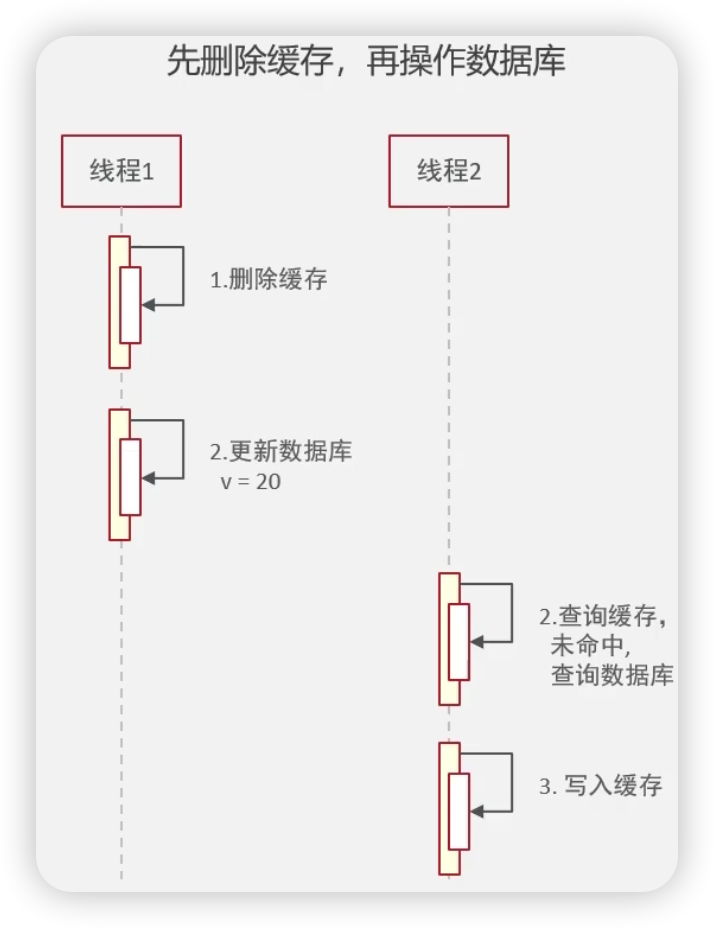 先删除缓存，再操作数据库
线程1
线程2
1.删除缓存
2.更新数据库
v = 20
2.查询缓存，
未命中,
查询数据库
3. 写入缓存